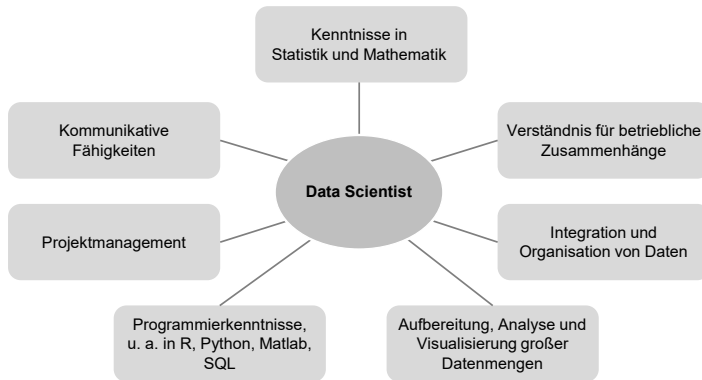 Kenntnisse in
Statistik und Mathematik
Kommunikative
Fähigkeiten
Verständnis für betriebliche
Zusammenhänge
Data Scientist
Projektmanagement
Integration und
Organisation von Daten
Programmierkenntnisse,
u. a. in R, Python, Matlab,
SQL
Aufbereitung, Analyse und
Visualisierung großer
Datenmengen